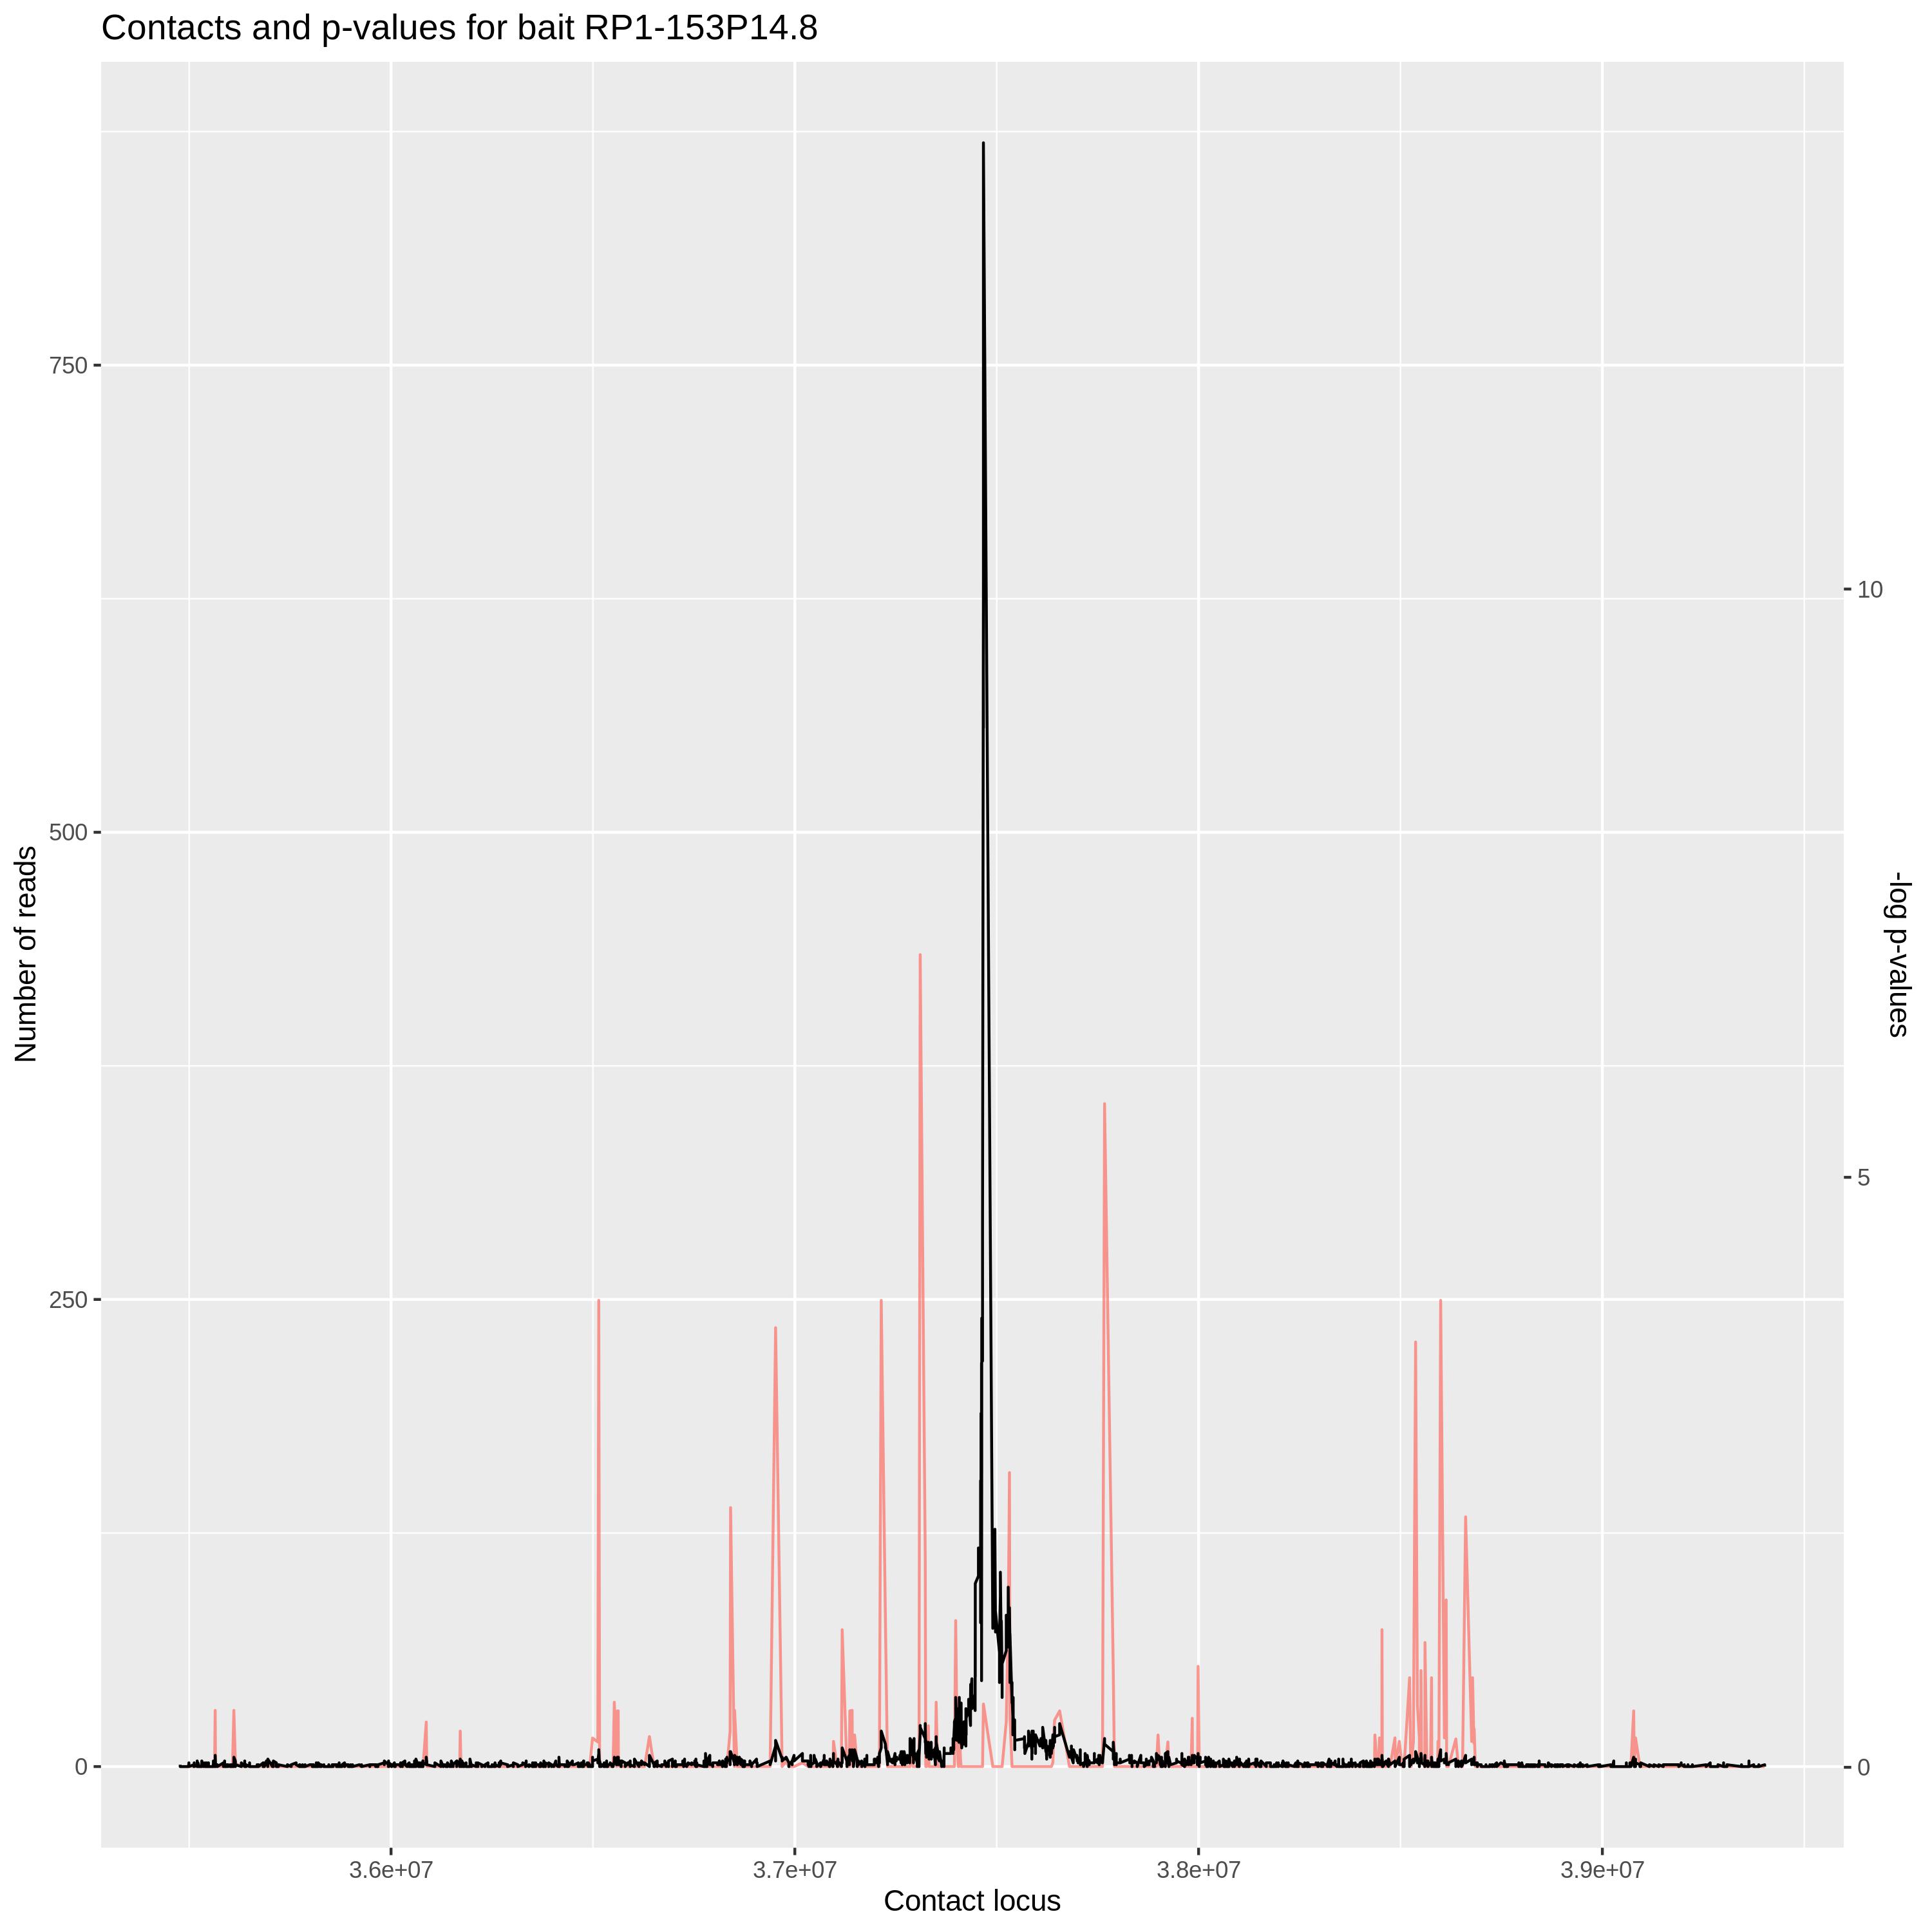 Contacts and p-values for bait RP1-153P14.8
Number of reads
750
500
250
0
10
5
0
-log p-values
3.6e+07
3.7e+07
3.8e+07
3.9e+07
Contact locus